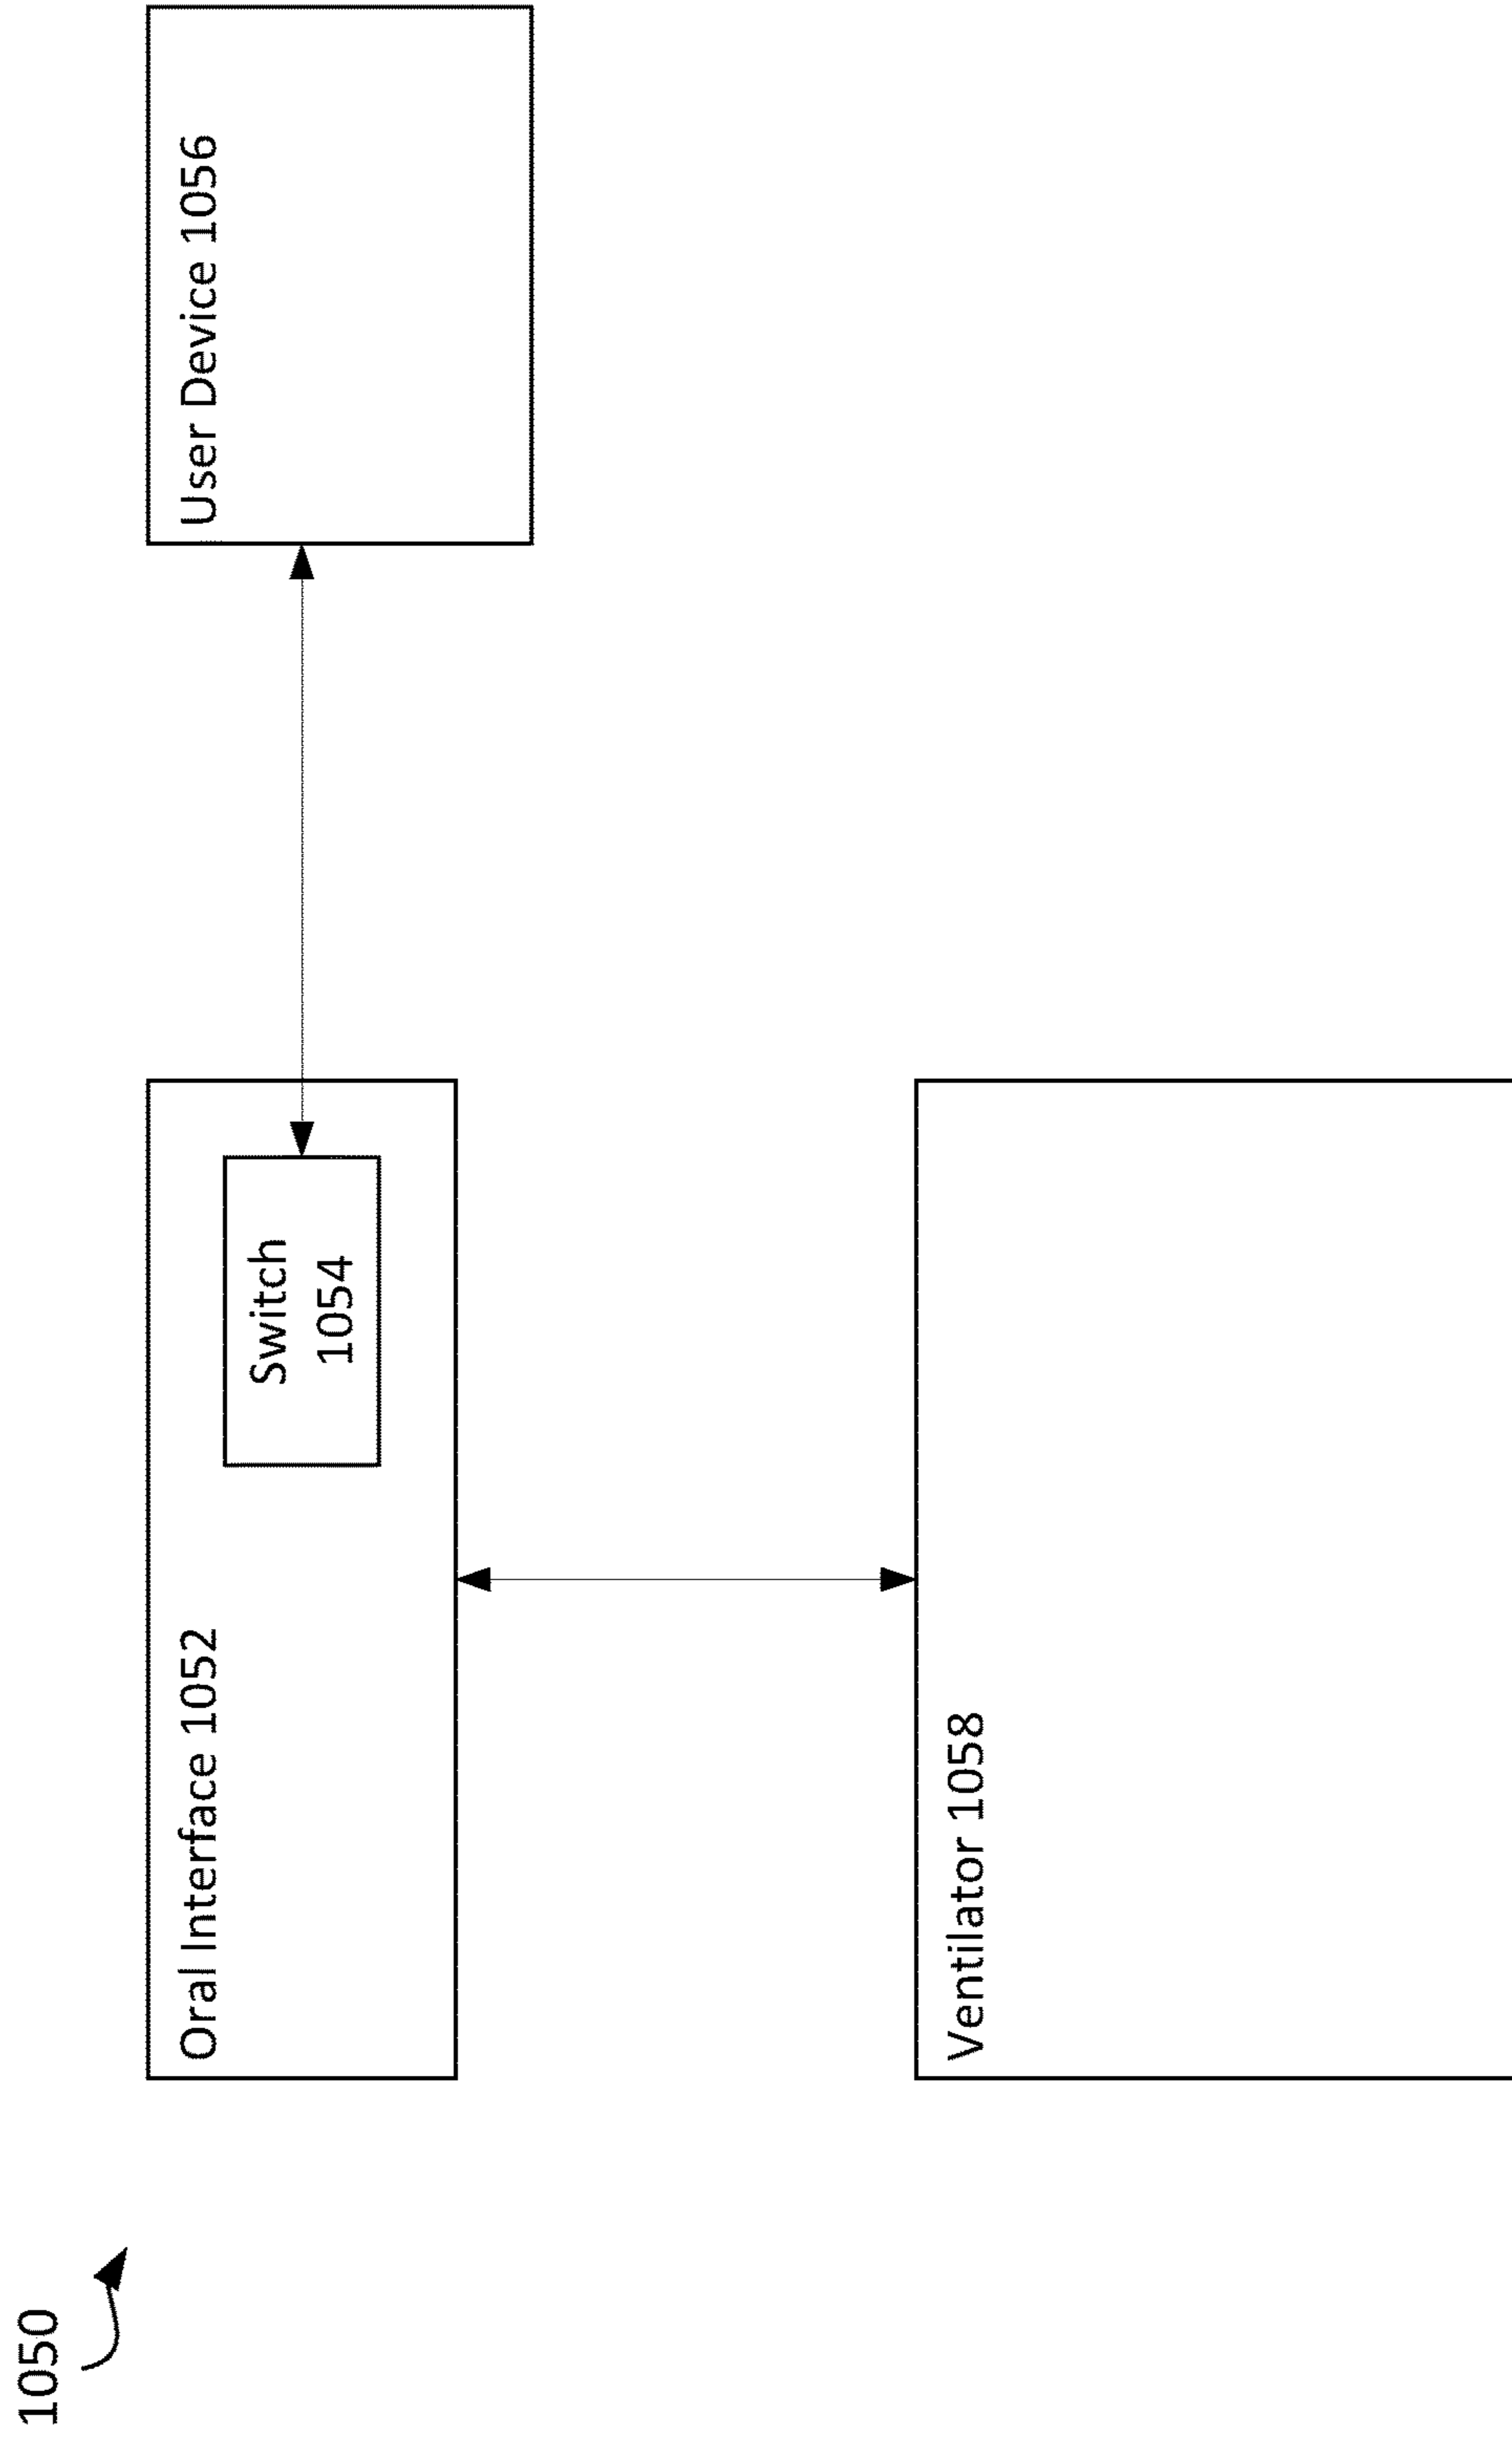 1050
Oral Interface 1052
Switch
1054
User Device 1056
Ventilator 1058